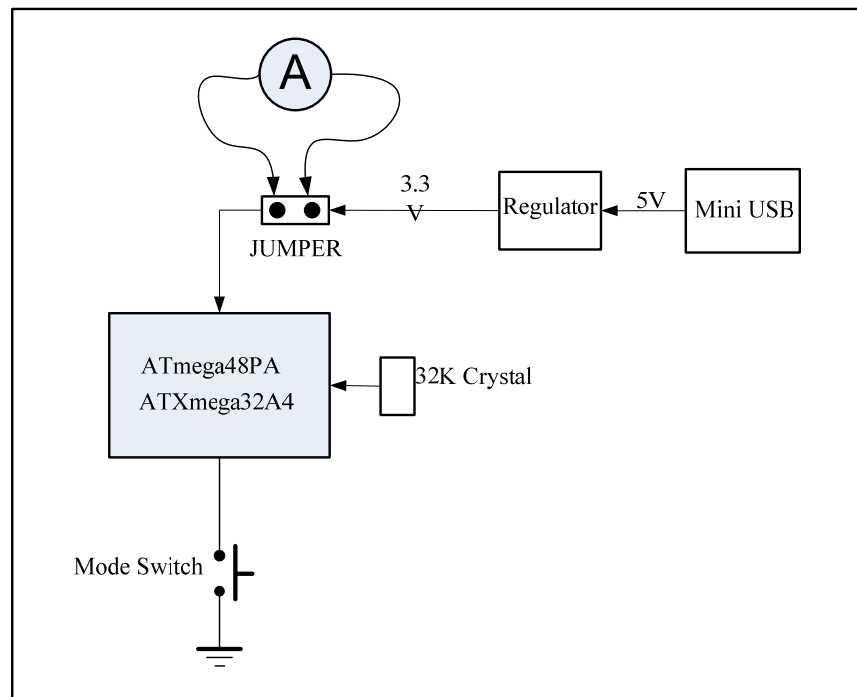 A
3.3
V
Regulator
5V
Mini USB
JUMPER
ATmega48PA
ATXmega32A4
32K Crystal
Mode Switch